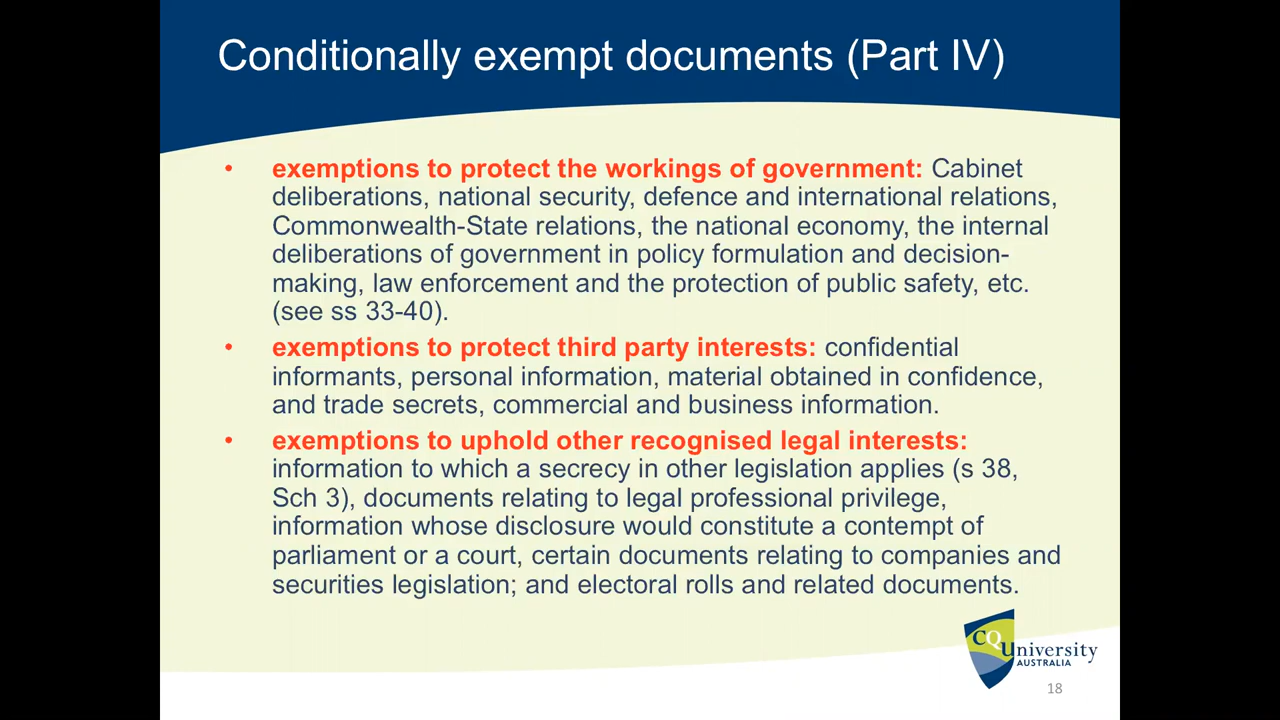 Conditionally exempt documents (Part IV)
• exemptions to protect the workings of government: Cabinet
deliberations, national security, defence and international relations,
Commonwealth-State relations, the national economy, the internal
deliberations of government in policy formulation and decision-
making, law enforcement and the protection of public safety, etc.
(see ss 33-40).
• exemptions to protect third party interests: confidential
informants, personal information, material obtained in confidence,
and trade secrets, commercial and business information.
• exemptions to uphold other recognised legal interests:
information to which a secrecy in other legislation applies (s 38,
Sch 3), documents relating to legal professional privilege,
information whose disclosure would constitute a contempt of
parliament or a court, certain documents relating to companies and
securities legislation; and electoral rolls and related documents.
CQUniversity
AUSTRALIA
18